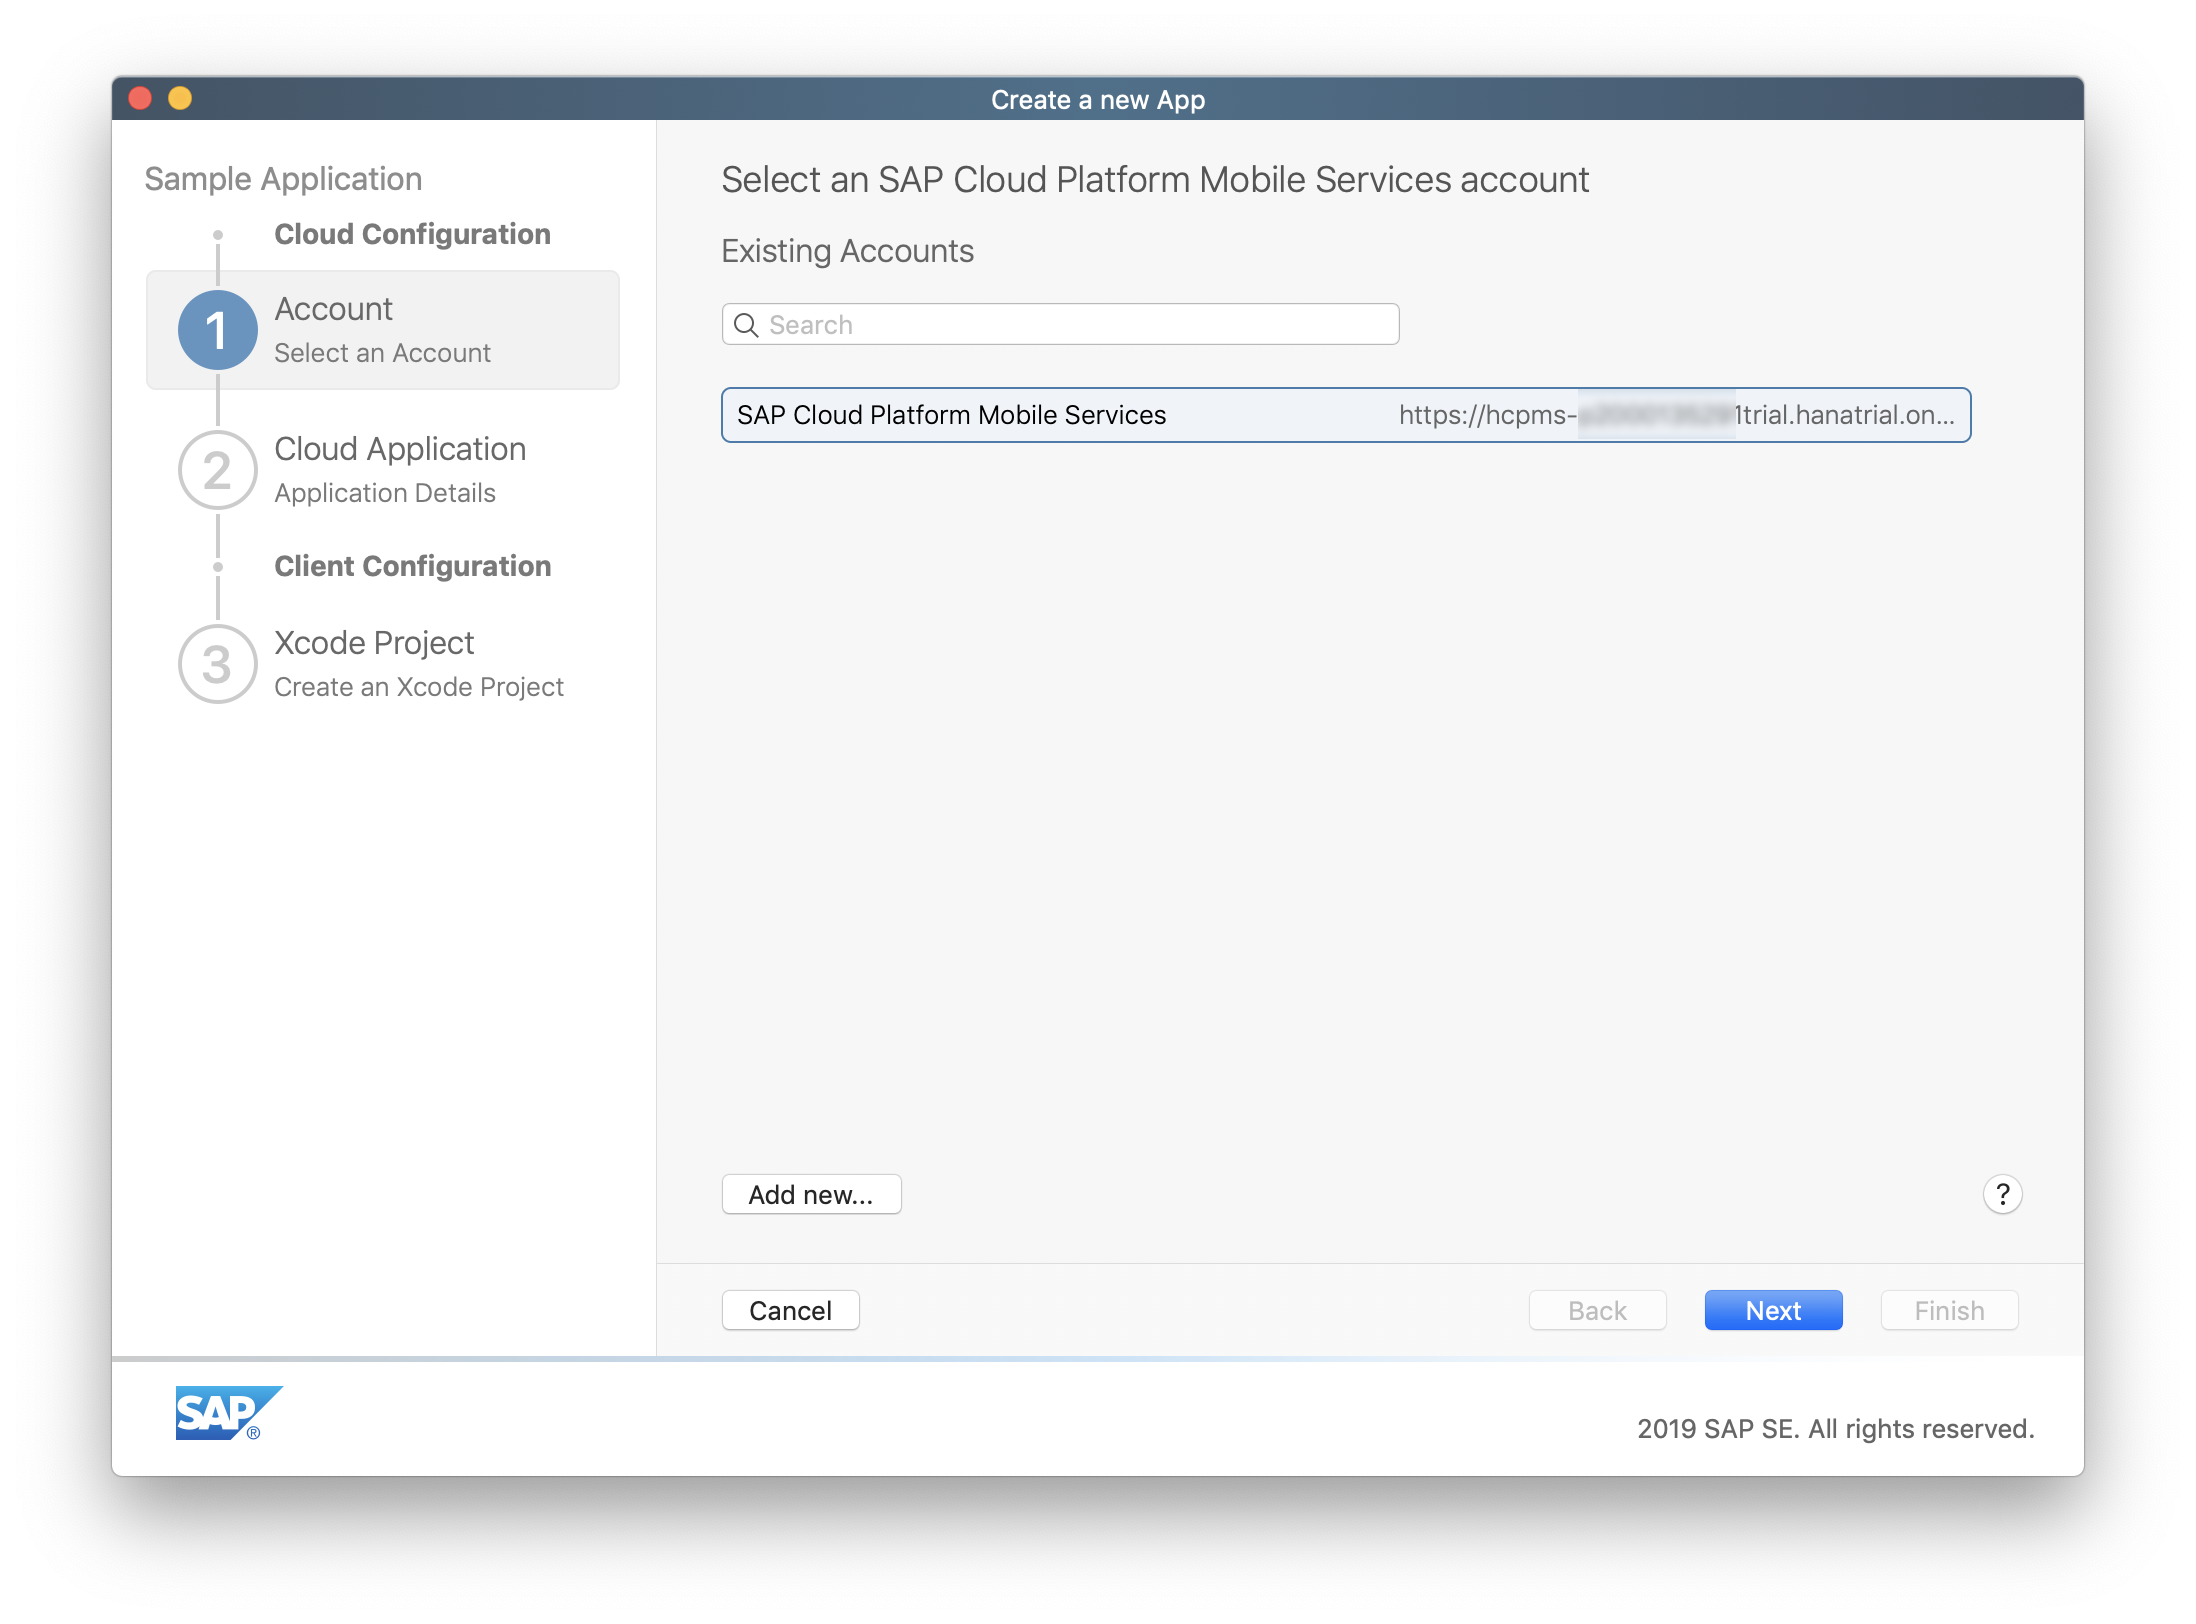 Create a new App
Sample Application
Cloud Configuration
1
Account
Select an Account
2
Cloud Application
Application Details
Client Configuration
3
Xcode Project
Create an Xcode Project
Select an SAP Cloud Platform Mobile Services account
Existing Accounts
Search
SAP Cloud Platform Mobile Services https://hcpms- 1trial.hanatrial.on...
Add new...
?
Cancel Back Next Finish
SAP®
2019 SAP SE. All rights reserved.